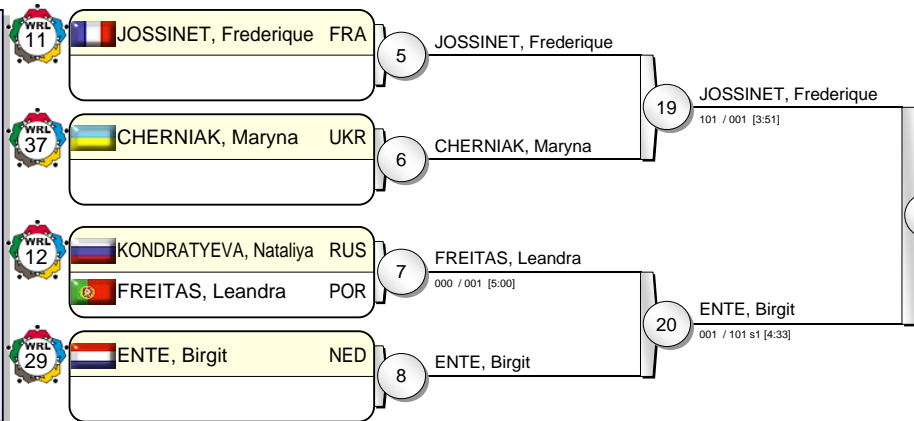 WRL
11
JOSSINET, Frederique FRA
5
JOSSINET, Frederique
19
JOSSINET, Frederique
101 / 001 [3:51]
WRL
37
CHERNIAK, Maryna UKR
6
CHERNIAK, Maryna
WRL
12
KONDRATYEVA, Nataliya RUS
FREITAS, Leandra POR
7
FREITAS, Leandra
000 / 001 [5:00]
20
ENTE, Birgit
001 / 101 s1 [4:33]
WRL
29
ENTE, Birgit NED
8
ENTE, Birgit